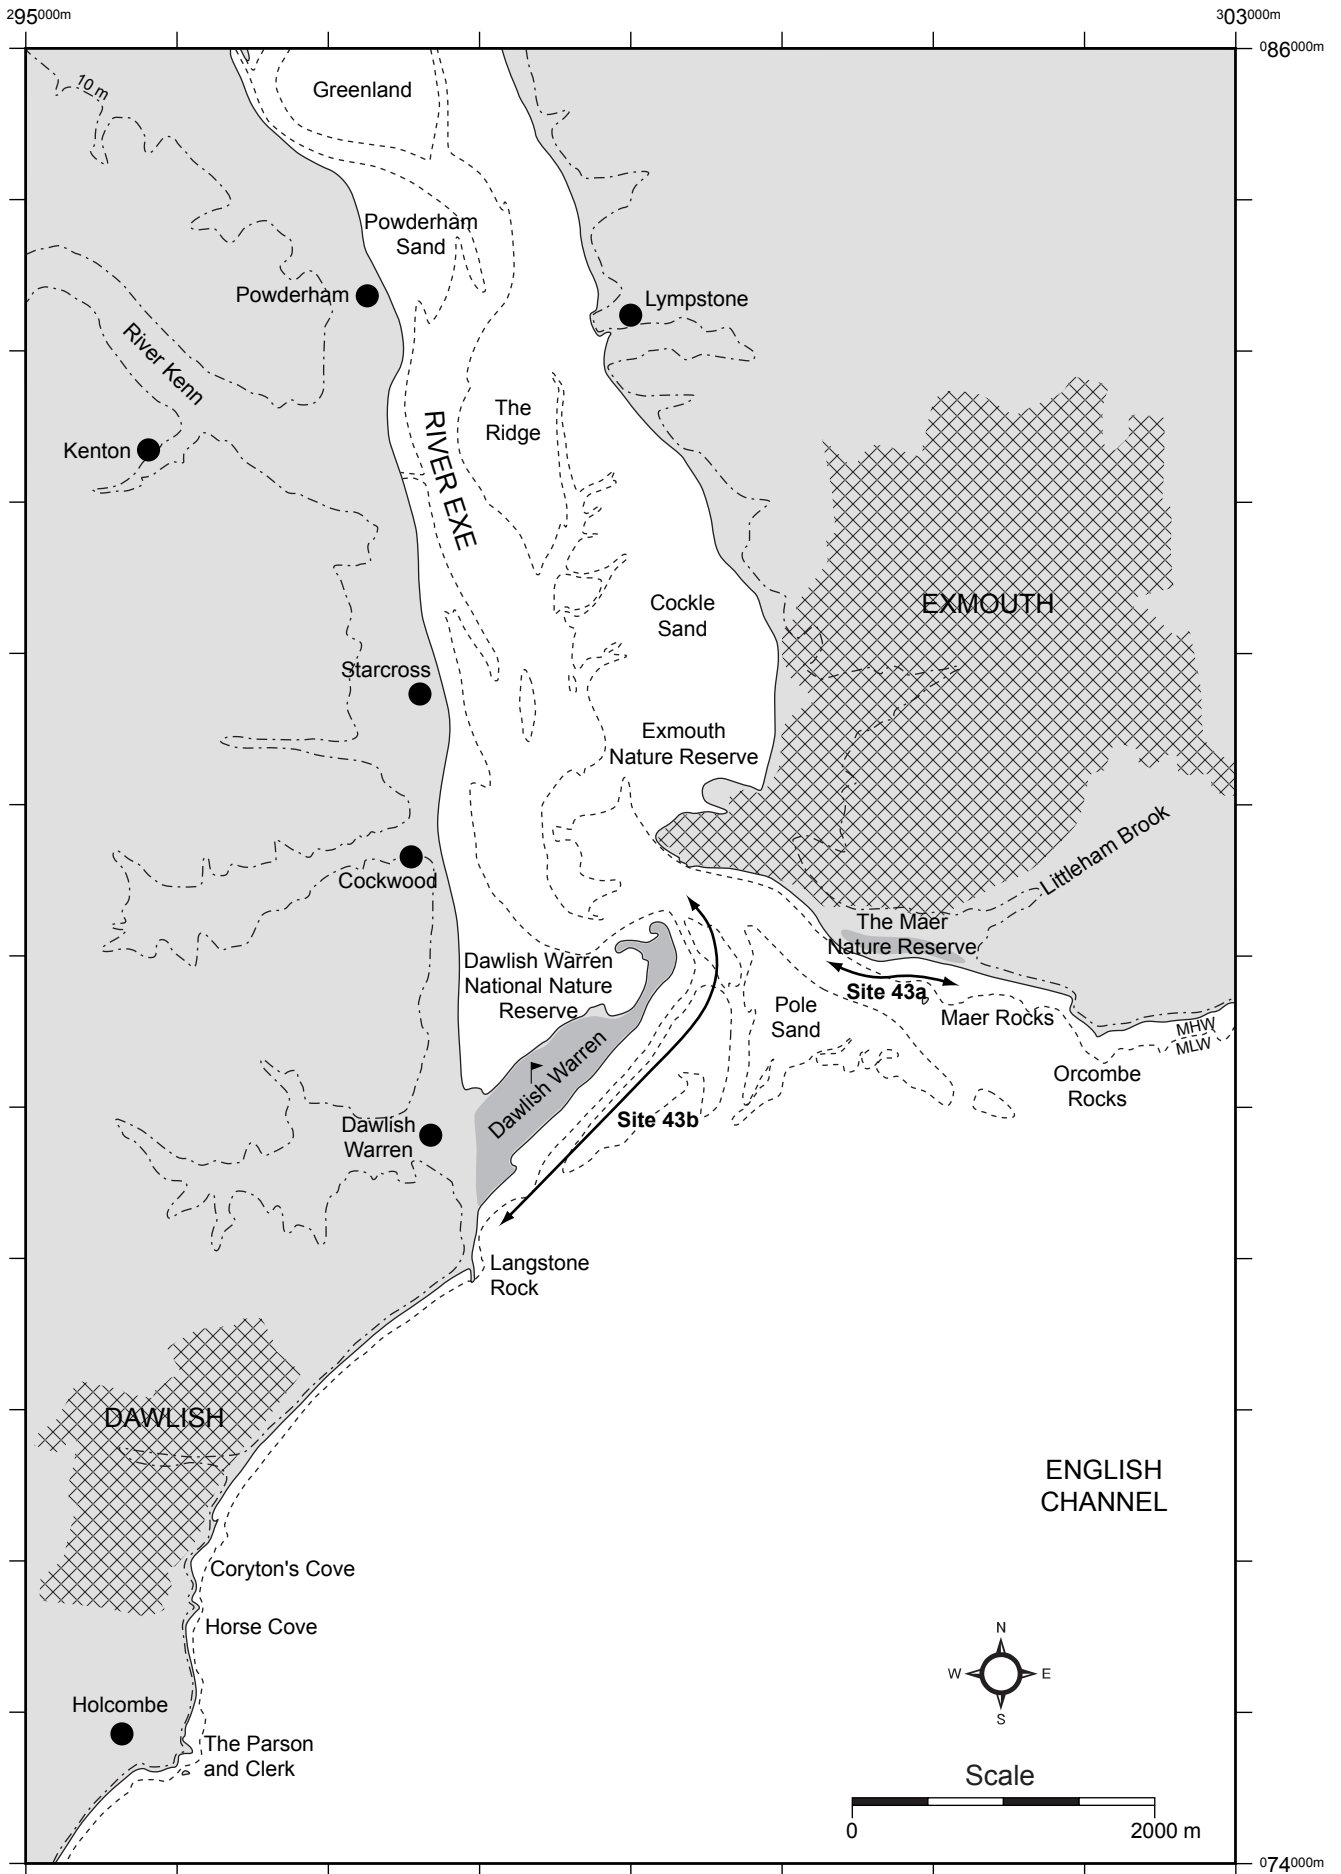 295000m
303000m
086000m
10 m
Greenland
Powderham
Sand
Powderham
Lympstone
River Kenn
The
Ridge
RIVER EXE
Kenton
Cockle
Sand
EXMOUTH
Starcross
Exmouth
Nature Reserve
Littleham Brook
Cockwood
The Maer
Nature Reserve
Dawlish Warren
National Nature
Reserve
Site 43a
Pole
Sand
Maer Rocks
MHW
MLW
Dawlish Warren
Orcombe
Rocks
Site 43b
Dawlish
Warren
Langstone
Rock
DAWLISH
ENGLISH
CHANNEL
Coryton's Cove
Horse Cove
N
W
E
S
Holcombe
The Parson
and Clerk
Scale
0
2000 m
074000m